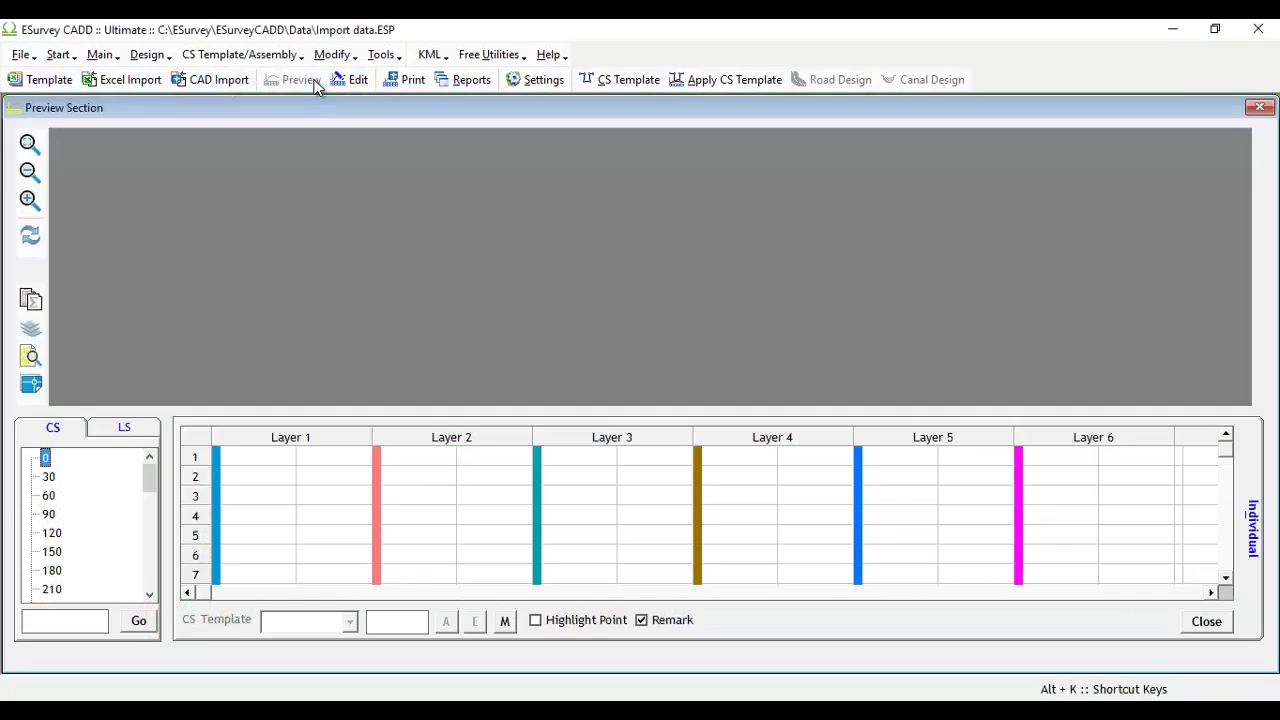 ESurvey CADD :: Ultimate :: C:\ESurvey\ESurveyCADD\Data\Import data.ESP
File Start Main Design CS Template/Assembly Modify Tools KML Free Utilities Help
Template Excel Import CAD Import Preview Edit Print Reports Settings CS Template Apply CS Template Road Design Canal Design
Preview Section
CS LS
0
30
60
90
120
150
180
210
Go
Layer 1 Layer 2 Layer 3 Layer 4 Layer 5 Layer 6
1
2
3
4
5
6
7
Individual
CS Template A E M Highlight Point Remark Close
Alt + K :: Shortcut Keys